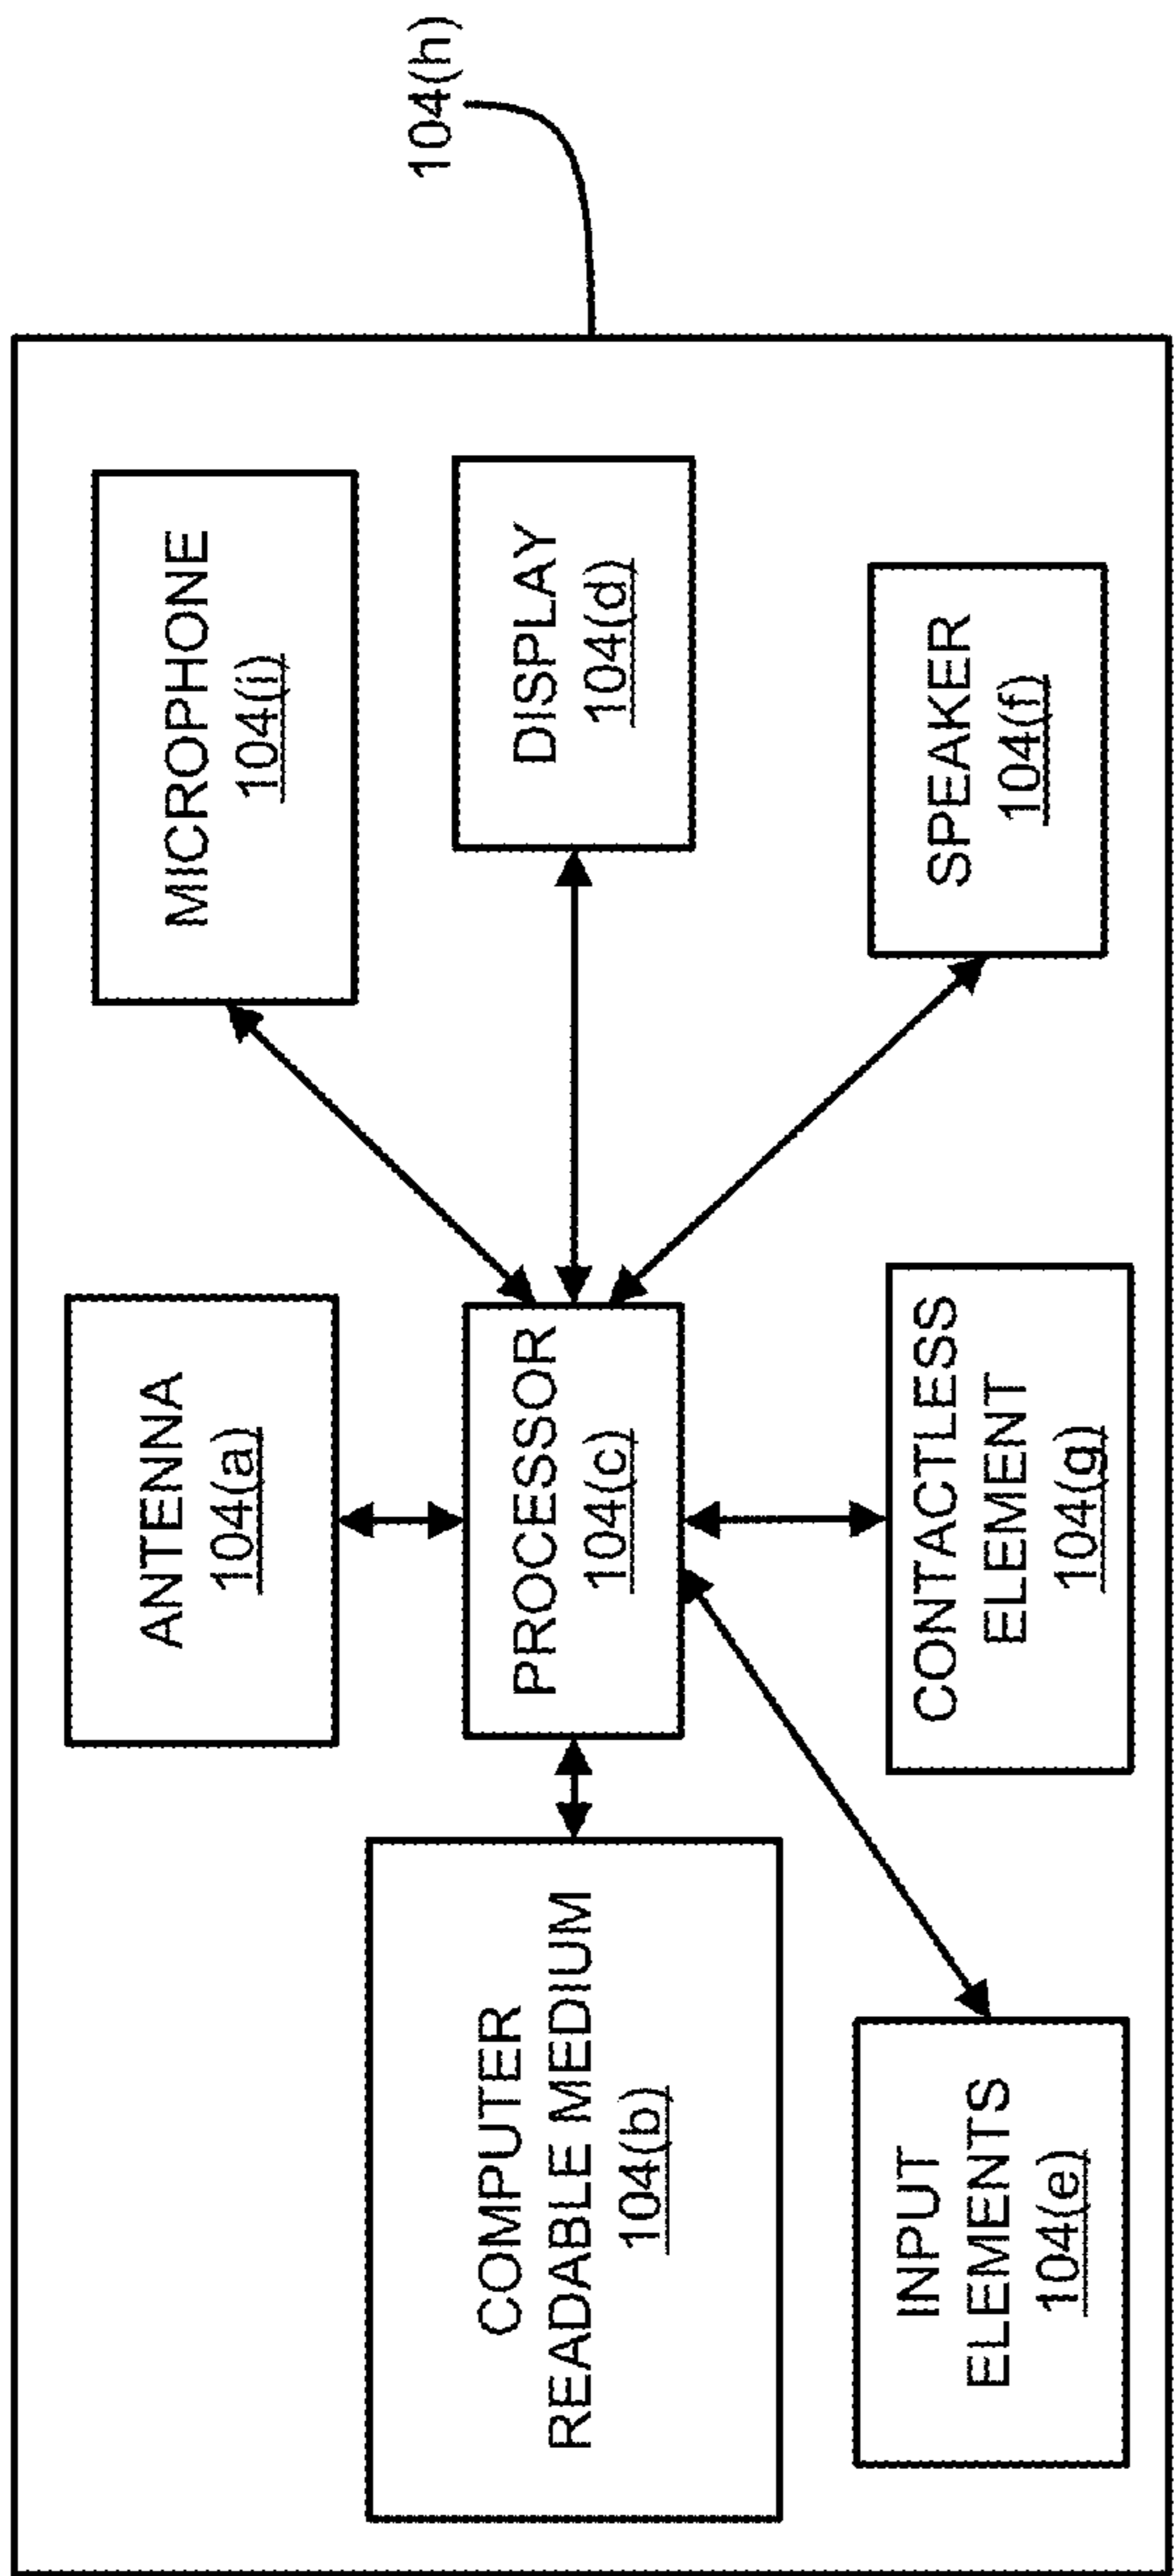 ANTENNA
104(a)
MICROPHONE
104(i)
104(h)
COMPUTER
READABLE MEDIUM
104(b)
PROCESSOR
104(c)
DISPLAY
104(d)
INPUT
ELEMENTS
104(e)
CONTACTLESS
ELEMENT
104(g)
SPEAKER
104(f)